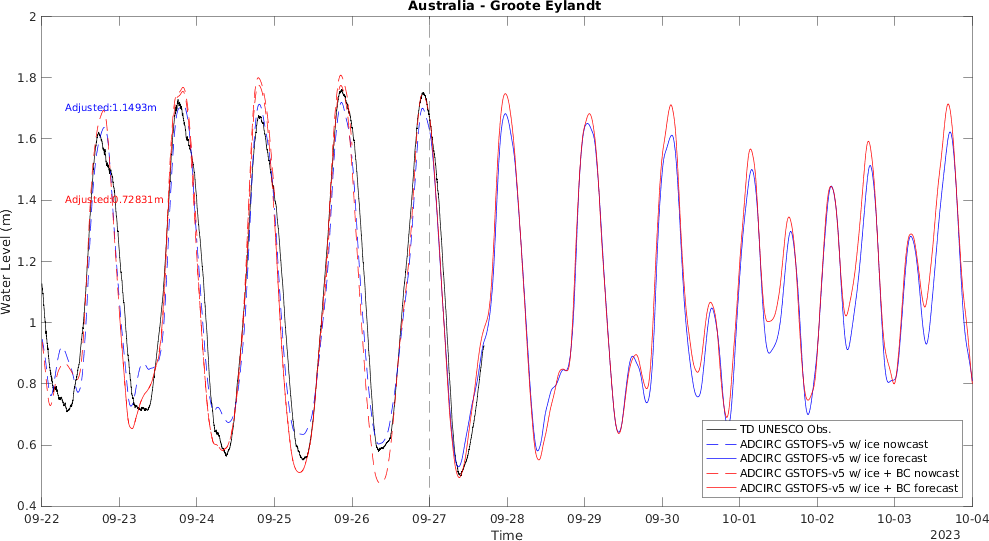 Australia - Groote Eylandt
2
1.8
1.6
1.4
1.2
1
0.8
0.6
0.4
Water Level (m)
Adjusted:1.1493m
Adjusted:0.72831m
TD UNESCO Obs.
ADCIRC GSTOFS-v5 w/ ice nowcast
ADCIRC GSTOFS-v5 w/ ice forecast
ADCIRC GSTOFS-v5 w/ ice + BC nowcast
ADCIRC GSTOFS-v5 w/ ice + BC forecast
09-22 09-23 09-24 09-25 09-26 09-27 09-28 09-29 09-30 10-01 10-02 10-03 10-04
Time
2023